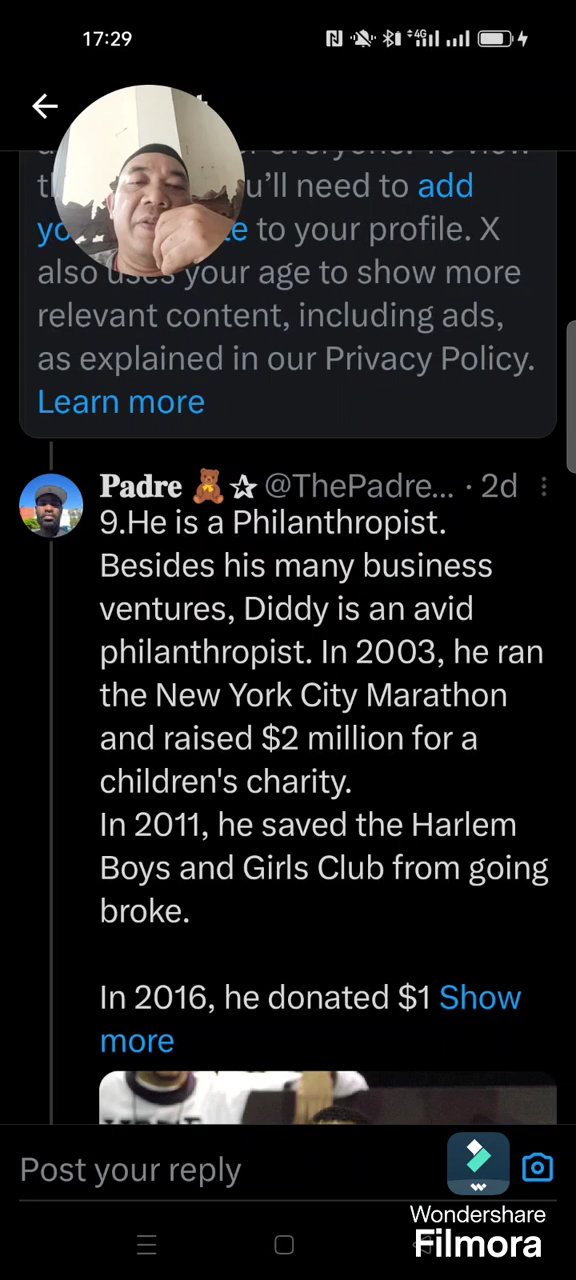 17:29
4G
u'll need to add
to your profile. X
also uses your age to show more
relevant content, including ads,
as explained in our Privacy Policy.
Learn more
Padre 🧸☆ @ThePadre... · 2d
9.He is a Philanthropist.
Besides his many business
ventures, Diddy is an avid
philanthropist. In 2003, he ran
the New York City Marathon
and raised $2 million for a
children's charity.
In 2011, he saved the Harlem
Boys and Girls Club from going
broke.
In 2016, he donated $1 Show
more
Post your reply
Wondershare
Filmora